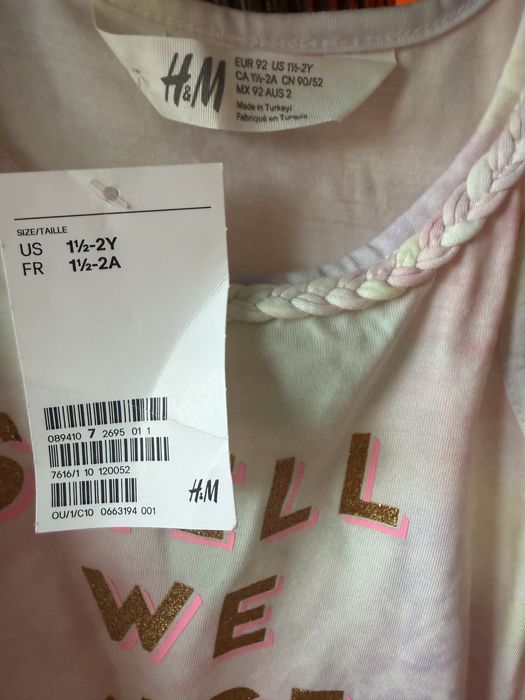 H&M
EUR 92 US 1½-2Y
CA 1½-2A CN 90/52
MX 92 AUS 2
Made in Turkey/
Fabriqué en Turquie
SIZE/TAILLE
US 1½-2Y
FR 1½-2A
089410 7 2695 01 1
7616/1 10 120052
H&M
OU/1/C10 0663194 001
WE